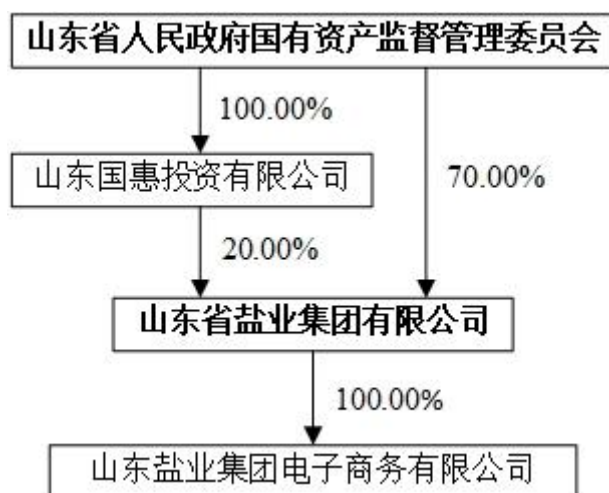 山东省人民政府国有资产监督管理委员会
100.00%
山东国惠投资有限公司
70.00%
20.00%
山东省盐业集团有限公司
100.00%
山东盐业集团电子商务有限公司